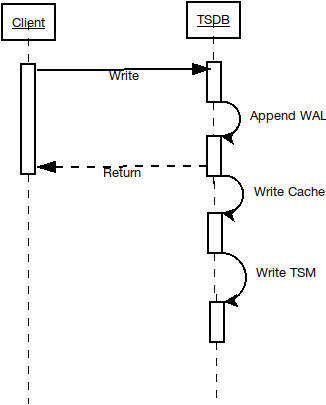 Client
TSDB
Write
Append WAL
Return
Write Cache
Write TSM